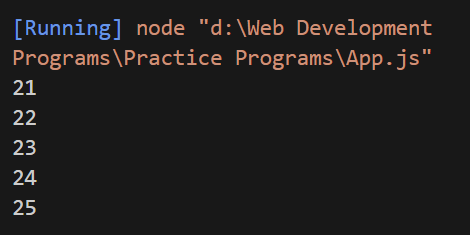 [Running] node "d:\Web Development
Programs\Practice Programs\App.js"
21
22
23
24
25